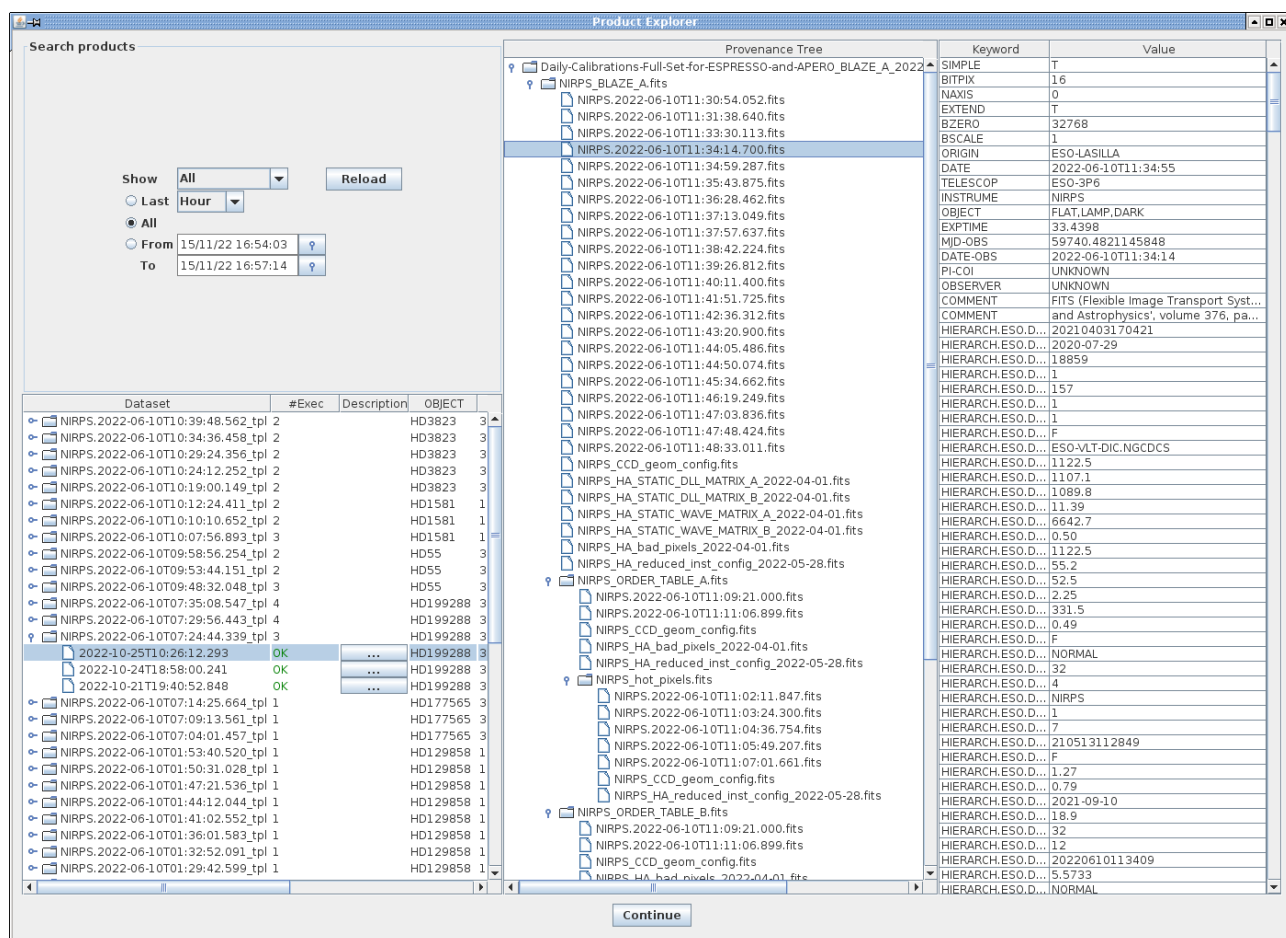 Product Explorer
Search products
Show All Reload
Last Hour
All
From 15/11/22 16:54:03
To 15/11/22 16:57:14
Dataset #Exec Description OBJECT
NIRPS.2022-06-10T10:39:48.562_tpl 2 HD3823 3
NIRPS.2022-06-10T10:34:36.458_tpl 2 HD3823 3
NIRPS.2022-06-10T10:29:24.356_tpl 2 HD3823 3
NIRPS.2022-06-10T10:24:12.252_tpl 2 HD3823 3
NIRPS.2022-06-10T10:19:00.149_tpl 2 HD3823 3
NIRPS.2022-06-10T10:12:24.411_tpl 2 HD1581 1
NIRPS.2022-06-10T10:10:10.652_tpl 2 HD1581 1
NIRPS.2022-06-10T10:07:56.893_tpl 3 HD1581 1
NIRPS.2022-06-10T09:58:56.254_tpl 2 HD55 3
NIRPS.2022-06-10T09:53:44.151_tpl 2 HD55 3
NIRPS.2022-06-10T09:48:32.048_tpl 3 HD55 3
NIRPS.2022-06-10T07:35:08.547_tpl 4 HD199288 3
NIRPS.2022-06-10T07:29:56.443_tpl 4 HD199288 3
NIRPS.2022-06-10T07:24:44.339_tpl 3 HD199288 3
2022-10-25T10:26:12.293 OK ... HD199288 3
2022-10-24T18:58:00.241 OK ... HD199288 3
2022-10-21T19:40:52.848 OK ... HD199288 3
NIRPS.2022-06-10T07:14:25.664_tpl 1 HD177565 3
NIRPS.2022-06-10T07:09:13.561_tpl 1 HD177565 3
NIRPS.2022-06-10T07:04:01.457_tpl 1 HD177565 3
NIRPS.2022-06-10T01:53:40.520_tpl 1 HD129858 1
NIRPS.2022-06-10T01:50:31.028_tpl 1 HD129858 1
NIRPS.2022-06-10T01:47:21.536_tpl 1 HD129858 1
NIRPS.2022-06-10T01:44:12.044_tpl 1 HD129858 1
NIRPS.2022-06-10T01:41:02.552_tpl 1 HD129858 1
NIRPS.2022-06-10T01:36:01.583_tpl 1 HD129858 1
NIRPS.2022-06-10T01:32:52.091_tpl 1 HD129858 1
NIRPS.2022-06-10T01:29:42.599_tpl 1 HD129858 1
Provenance Tree
Daily-Calibrations-Full-Set-for-ESPRESSO-and-APERO_BLAZE_A_2022
NIRPS_BLAZE_A.fits
NIRPS.2022-06-10T11:30:54.052.fits
NIRPS.2022-06-10T11:31:38.640.fits
NIRPS.2022-06-10T11:33:30.113.fits
NIRPS.2022-06-10T11:34:14.700.fits
NIRPS.2022-06-10T11:34:59.287.fits
NIRPS.2022-06-10T11:35:43.875.fits
NIRPS.2022-06-10T11:36:28.462.fits
NIRPS.2022-06-10T11:37:13.049.fits
NIRPS.2022-06-10T11:37:57.637.fits
NIRPS.2022-06-10T11:38:42.224.fits
NIRPS.2022-06-10T11:39:26.812.fits
NIRPS.2022-06-10T11:40:11.400.fits
NIRPS.2022-06-10T11:41:51.725.fits
NIRPS.2022-06-10T11:42:36.312.fits
NIRPS.2022-06-10T11:43:20.900.fits
NIRPS.2022-06-10T11:44:05.486.fits
NIRPS.2022-06-10T11:44:50.074.fits
NIRPS.2022-06-10T11:45:34.662.fits
NIRPS.2022-06-10T11:46:19.249.fits
NIRPS.2022-06-10T11:47:03.836.fits
NIRPS.2022-06-10T11:47:48.424.fits
NIRPS.2022-06-10T11:48:33.011.fits
NIRPS_CCD_geom_config.fits
NIRPS_HA_STATIC_DLL_MATRIX_A_2022-04-01.fits
NIRPS_HA_STATIC_DLL_MATRIX_B_2022-04-01.fits
NIRPS_HA_STATIC_WAVE_MATRIX_A_2022-04-01.fits
NIRPS_HA_STATIC_WAVE_MATRIX_B_2022-04-01.fits
NIRPS_HA_bad_pixels_2022-04-01.fits
NIRPS_HA_reduced_inst_config_2022-05-28.fits
NIRPS_ORDER_TABLE_A.fits
NIRPS.2022-06-10T11:09:21.000.fits
NIRPS.2022-06-10T11:11:06.899.fits
NIRPS_CCD_geom_config.fits
NIRPS_HA_bad_pixels_2022-04-01.fits
NIRPS_HA_reduced_inst_config_2022-05-28.fits
NIRPS_hot_pixels.fits
NIRPS.2022-06-10T11:02:11.847.fits
NIRPS.2022-06-10T11:03:24.300.fits
NIRPS.2022-06-10T11:04:36.754.fits
NIRPS.2022-06-10T11:05:49.207.fits
NIRPS.2022-06-10T11:07:01.661.fits
NIRPS_CCD_geom_config.fits
NIRPS_HA_reduced_inst_config_2022-05-28.fits
NIRPS_ORDER_TABLE_B.fits
NIRPS.2022-06-10T11:09:21.000.fits
NIRPS.2022-06-10T11:11:06.899.fits
NIRPS_CCD_geom_config.fits
NIRPS_HA_bad_pixels_2022-04-01.fits
Keyword Value
SIMPLE T
BITPIX 16
NAXIS 0
EXTEND T
BZERO 32768
BSCALE 1
ORIGIN ESO-LASILLA
DATE 2022-06-10T11:34:55
TELESCOP ESO-3P6
INSTRUME NIRPS
OBJECT FLAT,LAMP,DARK
EXPTIME 33.4398
MJD-OBS 59740.4821145848
DATE-OBS 2022-06-10T11:34:14
PI-COI UNKNOWN
OBSERVER UNKNOWN
COMMENT FITS (Flexible Image Transport Syst...
COMMENT and Astrophysics', volume 376, pa...
HIERARCH.ESO.D... 20210403170421
HIERARCH.ESO.D... 2020-07-29
HIERARCH.ESO.D... 18859
HIERARCH.ESO.D... 1
HIERARCH.ESO.D... 157
HIERARCH.ESO.D... 1
HIERARCH.ESO.D... 1
HIERARCH.ESO.D... F
HIERARCH.ESO.D... ESO-VLT-DIC.NGCDCS
HIERARCH.ESO.D... 1122.5
HIERARCH.ESO.D... 1107.1
HIERARCH.ESO.D... 1089.8
HIERARCH.ESO.D... 11.39
HIERARCH.ESO.D... 6642.7
HIERARCH.ESO.D... 0.50
HIERARCH.ESO.D... 1122.5
HIERARCH.ESO.D... 55.2
HIERARCH.ESO.D... 52.5
HIERARCH.ESO.D... 2.25
HIERARCH.ESO.D... 331.5
HIERARCH.ESO.D... 0.49
HIERARCH.ESO.D... F
HIERARCH.ESO.D... NORMAL
HIERARCH.ESO.D... 32
HIERARCH.ESO.D... 4
HIERARCH.ESO.D... NIRPS
HIERARCH.ESO.D... 1
HIERARCH.ESO.D... 7
HIERARCH.ESO.D... 210513112849
HIERARCH.ESO.D... F
HIERARCH.ESO.D... 1.27
HIERARCH.ESO.D... 0.79
HIERARCH.ESO.D... 2021-09-10
HIERARCH.ESO.D... 18.9
HIERARCH.ESO.D... 32
HIERARCH.ESO.D... 12
HIERARCH.ESO.D... 20220610113409
HIERARCH.ESO.D... 5.5733
HIERARCH.ESO.D... NORMAL
Continue